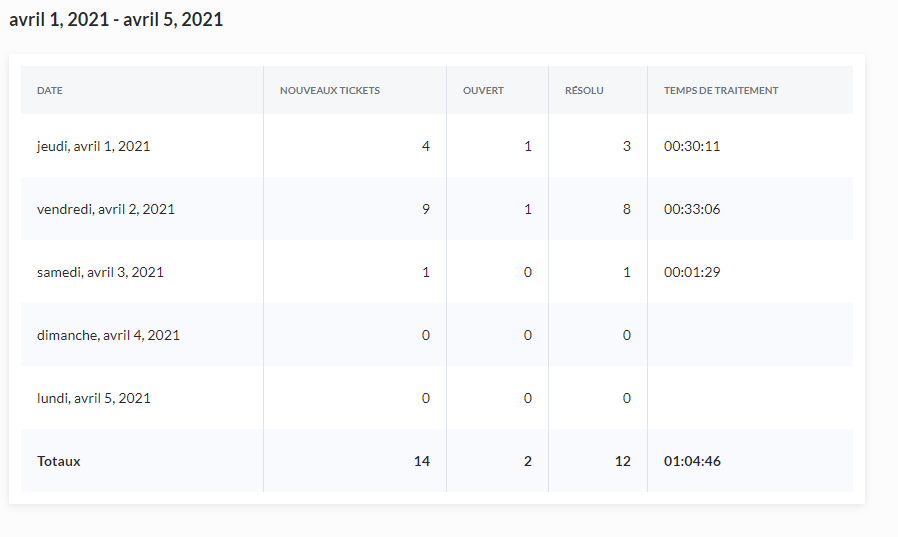 avril 1, 2021 - avril 5, 2021
DATE NOUVEAUX TICKETS OUVERT RÉSOLU TEMPS DE TRAITEMENT
jeudi, avril 1, 2021 4 1 3 00:30:11
vendredi, avril 2, 2021 9 1 8 00:33:06
samedi, avril 3, 2021 1 0 1 00:01:29
dimanche, avril 4, 2021 0 0 0
lundi, avril 5, 2021 0 0 0
Totaux 14 2 12 01:04:46